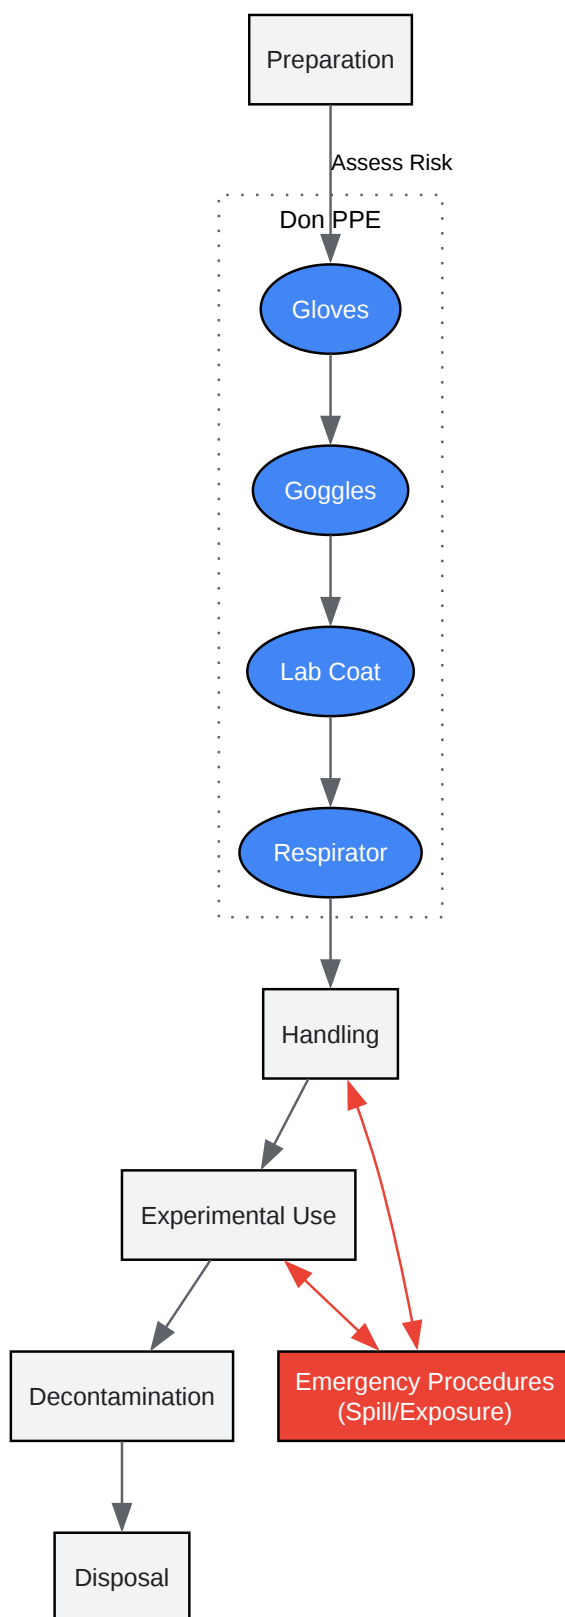 Preparation
Assess Risk
Don PPE
Gloves
Goggles
Lab Coat
Respirator
Handling
Experimental Use
Decontamination
Emergency Procedures
(Spill/Exposure)
Disposal